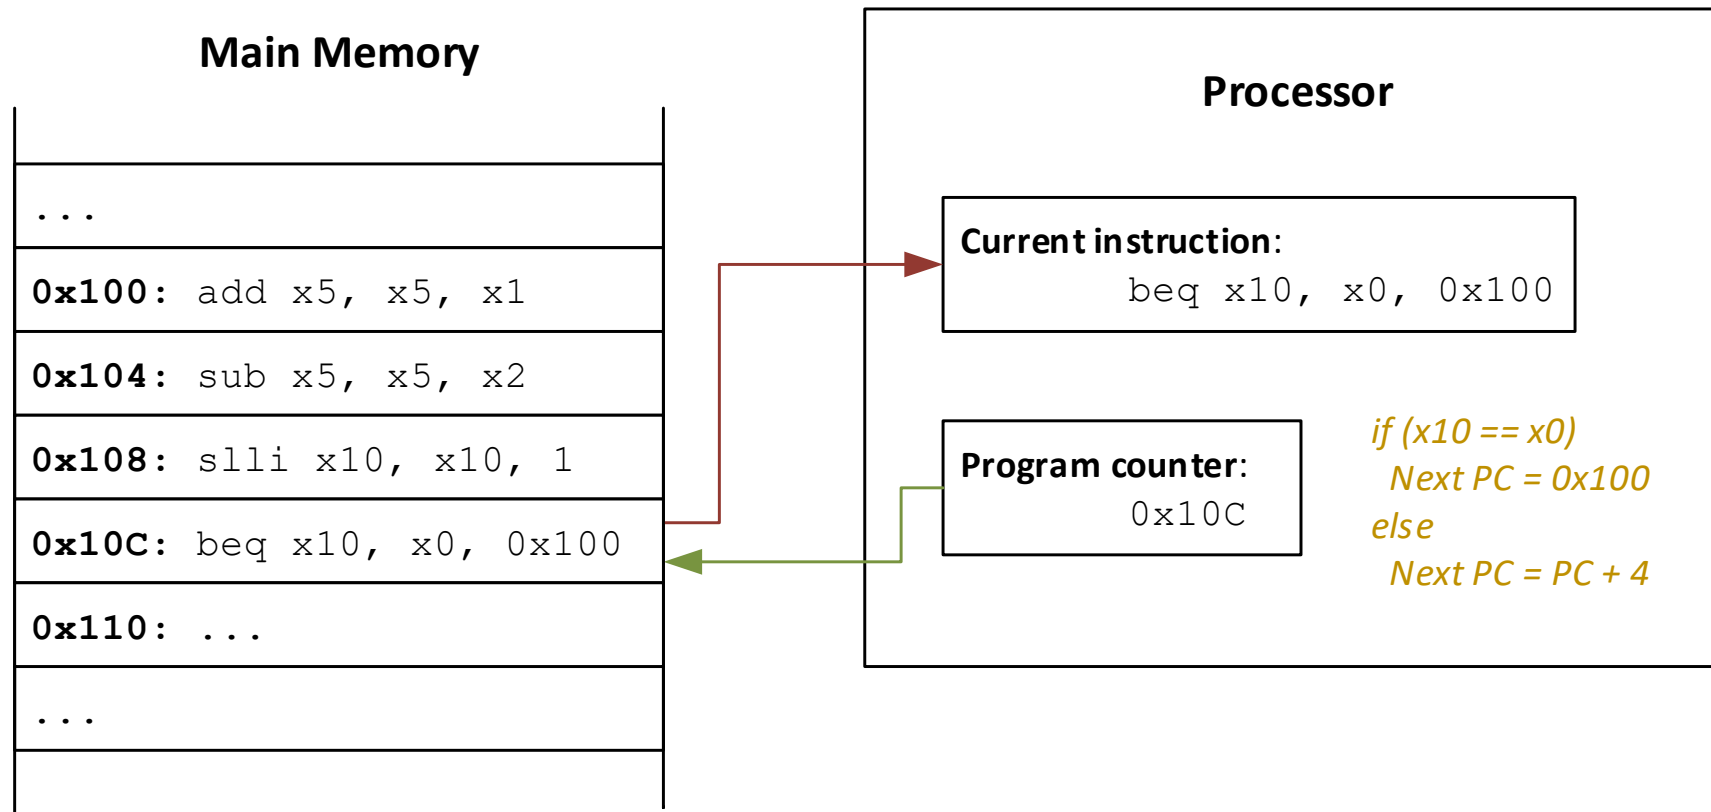 Main Memory
...
0x100: add x5, x5, x1
0x104: sub x5, x5, x2
0x108: slli x10, x10, 1
0x10C: beq x10, x0, 0x100
0x110: ...
...
Processor
Current instruction:
beq x10, x0, 0x100
Program counter:
0x10C
if (x10 == x0)
Next PC = 0x100
else
Next PC = PC + 4